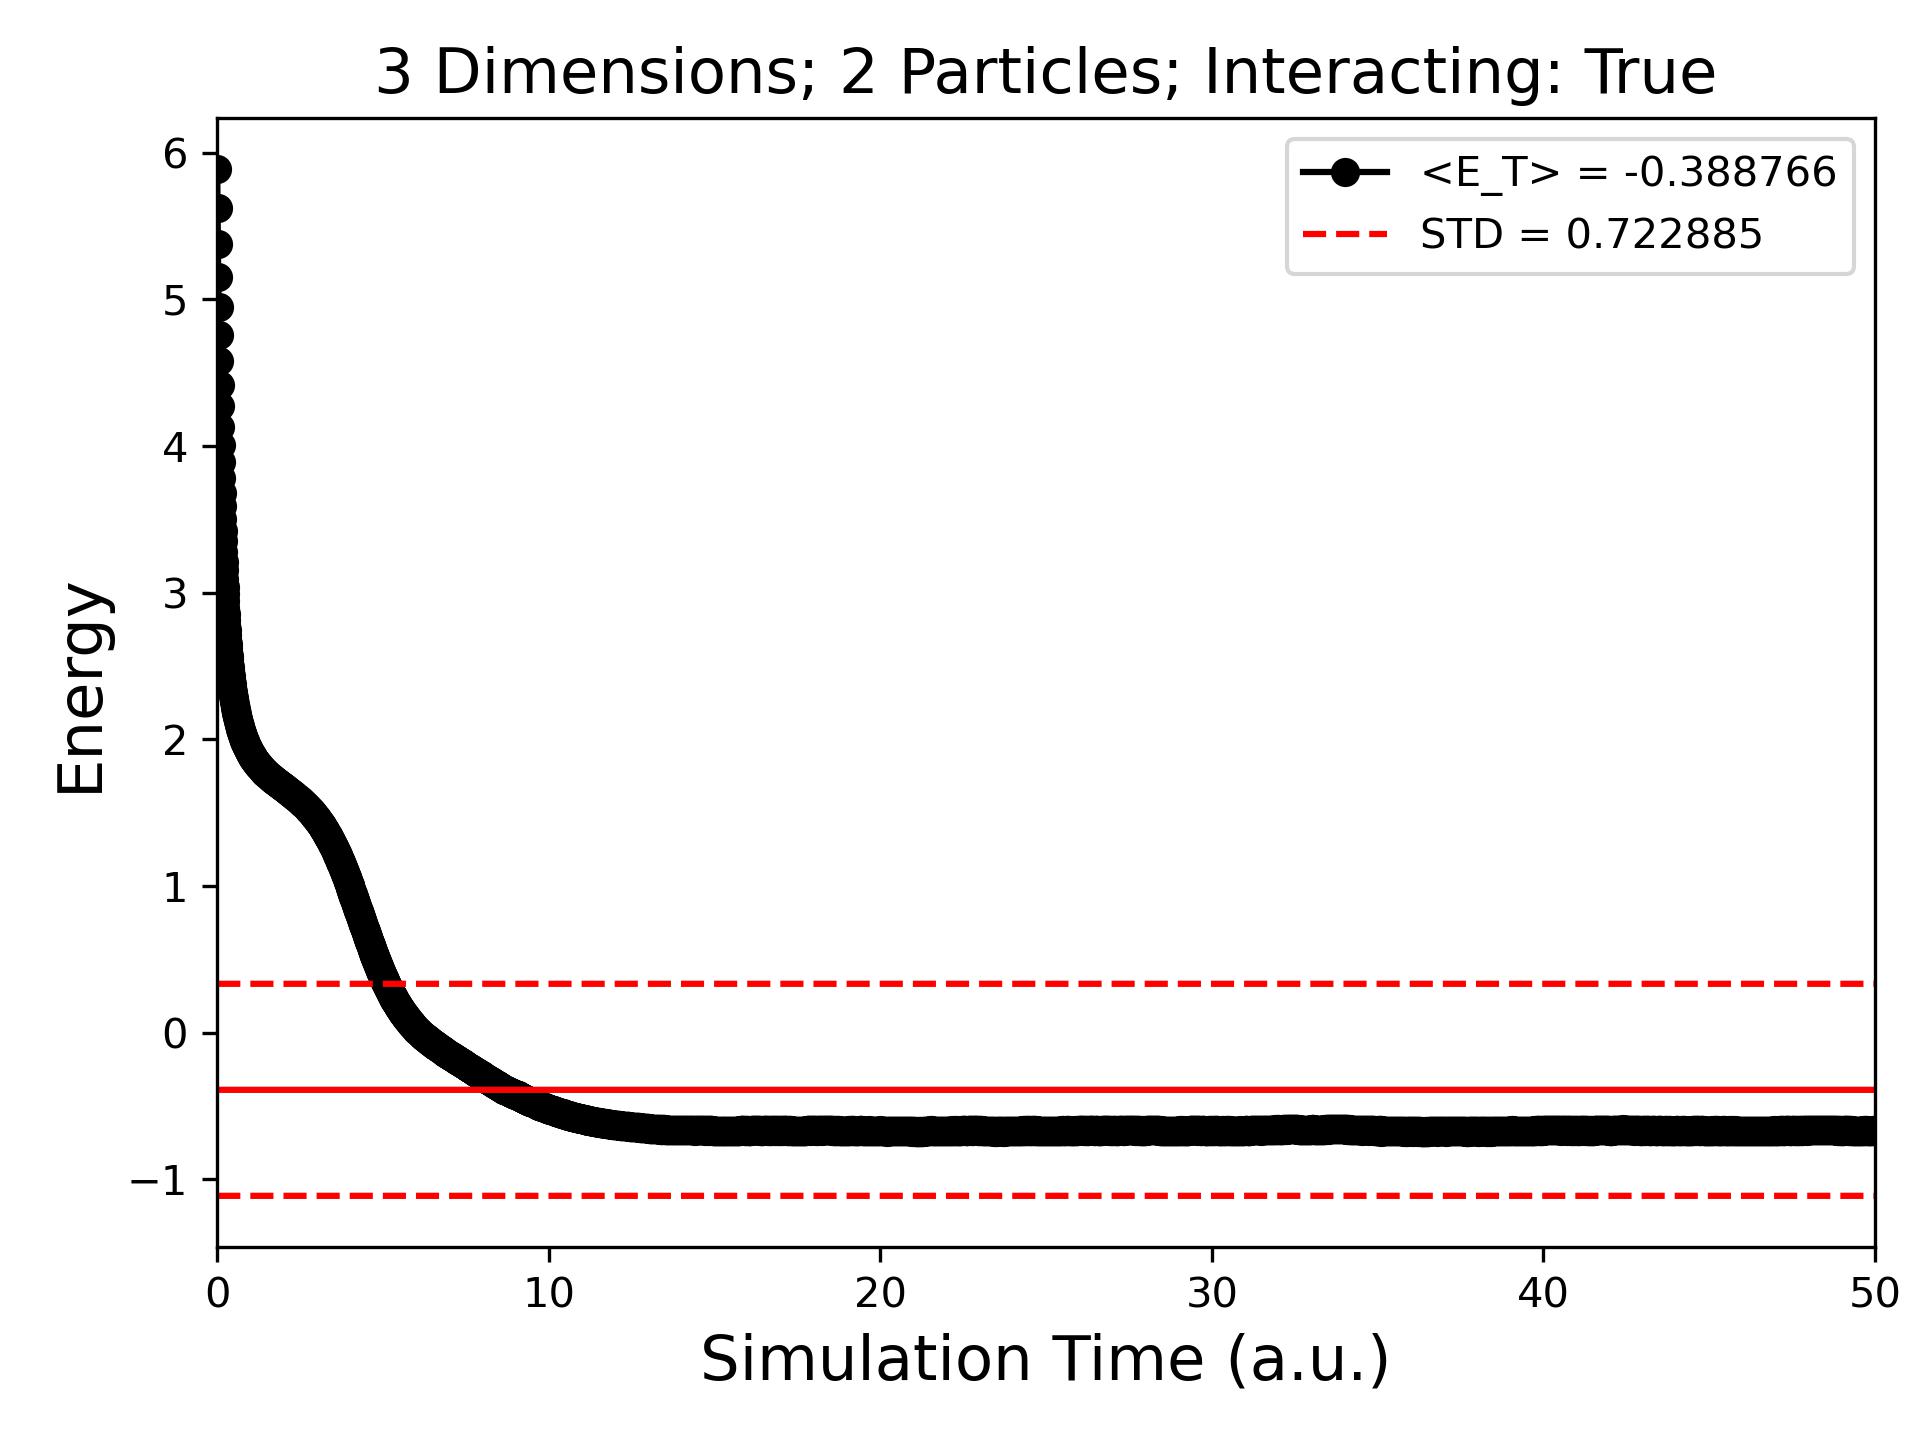 3 Dimensions; 2 Particles; Interacting: True
<E_T> = -0.388766
STD = 0.722885
Energy
6
5
4
3
2
1
0
−1
0 10 20 30 40 50
Simulation Time (a.u.)